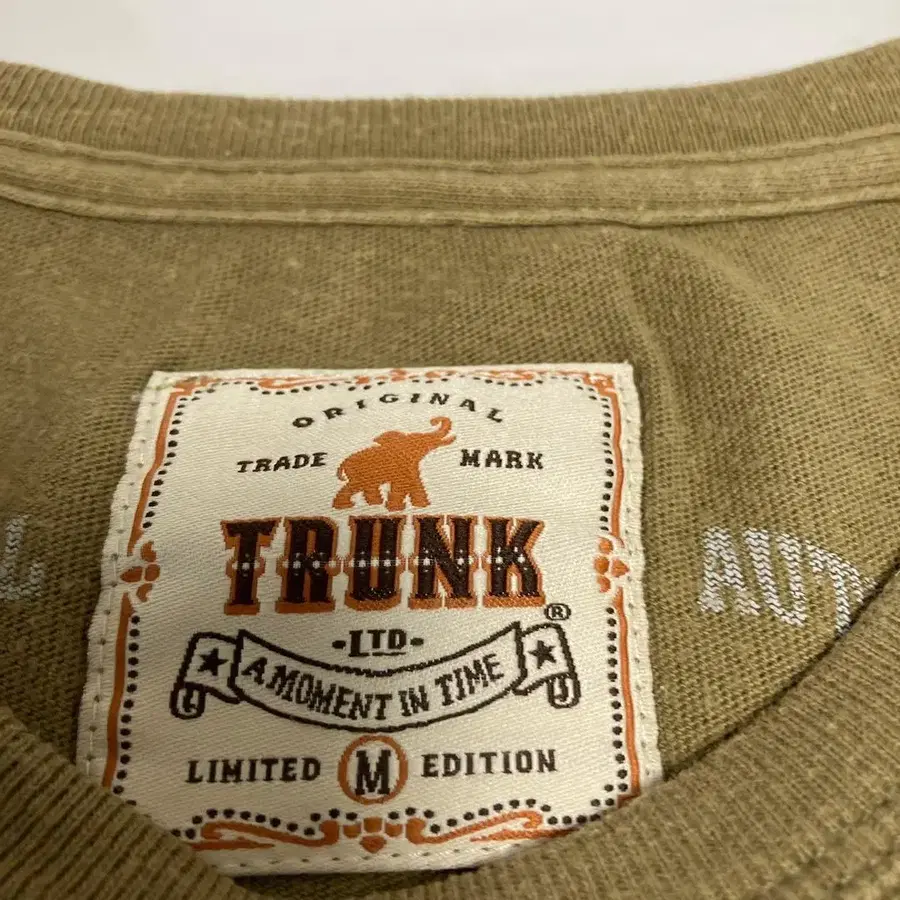 ORIGINAL
TRADE MARK
TRUNK
®
-LTD-
A MOMENT IN TIME
LIMITED M EDITION